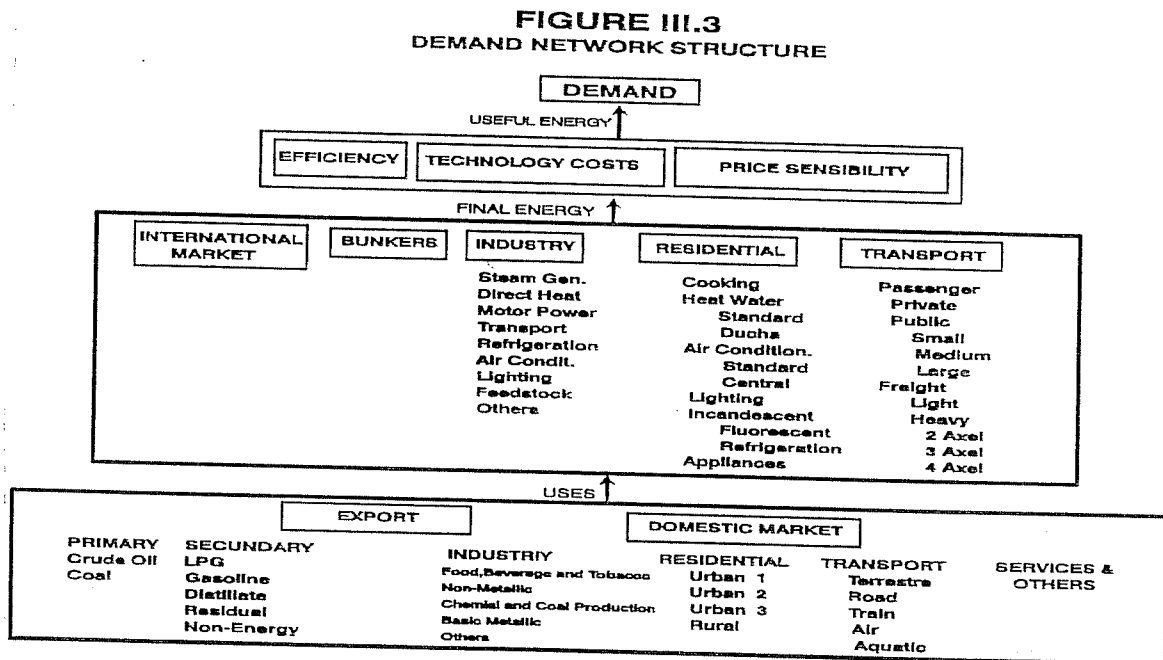 FIGURE III.3
DEMAND NETWORK STRUCTURE
DEMAND
USEFUL ENERGY
EFFICIENCY
TECHNOLOGY COSTS
PRICE SENSIBILITY
FINAL ENERGY
INTERNATIONAL
MARKET
BUNKERS
INDUSTRY
Steam Gen.
Direct Heat
Motor Power
Transport
Refrigeration
Air Condit.
Lighting
Feedstock
Others
RESIDENTIAL
Cooking
Heat Water
Standard
Ducha
Air Condition.
Standard
Central
Lighting
Incandescent
Fluorescent
Refrigeration
Appliances
TRANSPORT
Passenger
Private
Public
Small
Medium
Large
Freight
Light
Heavy
2 Axel
3 Axel
4 Axel
USES
EXPORT
PRIMARY
Crude Oil
Coal
SECUNDARY
LPG
Gasoline
Distillate
Residual
Non-Energy
DOMESTIC MARKET
INDUSTRIY
Food,Beverage and Tobacco
Non-Metallic
Chemial and Coal Production
Basic Metallic
Others
RESIDENTIAL
Urban 1
Urban 2
Urban 3
Rural
TRANSPORT
Terrestre
Road
Train
Air
Aquatic
SERVICES &
OTHERS